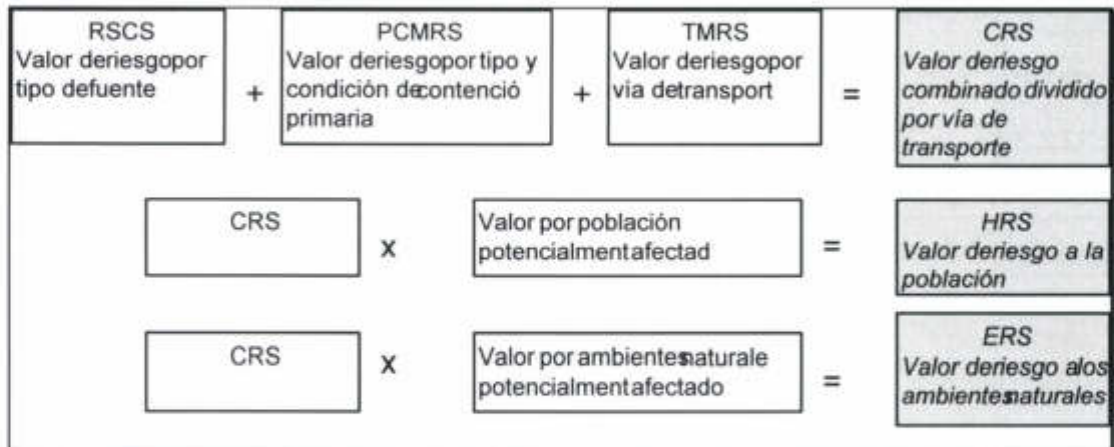 RSCS
Valor deriesgopor
tipo defuente
+
PCMRS
Valor deriesgopor tipo y
condición decontenció
primaria
+
TMRS
Valor deriesgopor
vía detransport
=
CRS
Valor deriesgo
combinado dividido
por vía de
transporte
CRS
x
Valor por población
potencialmentafectad
=
HRS
Valor deriesgo a la
población
CRS
x
Valor por ambientesnaturale
potencialmentafectado
=
ERS
Valor deriesgo alos
ambientesnaturales